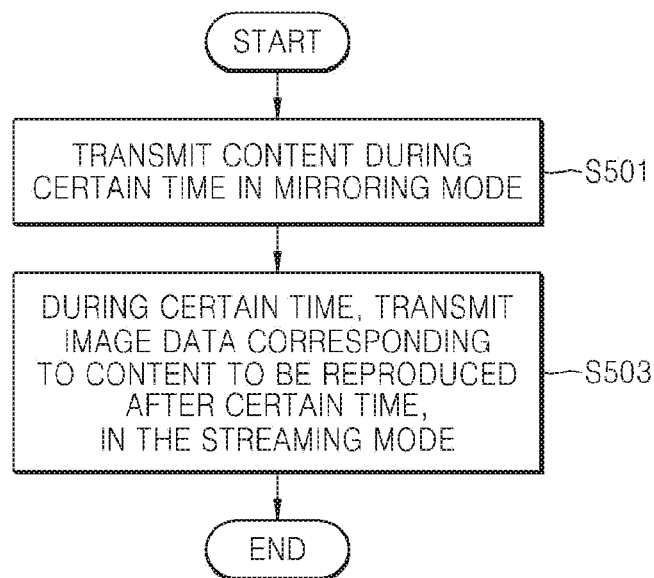 START
TRANSMIT CONTENT DURING
CERTAIN TIME IN MIRRORING MODE
S501
DURING CERTAIN TIME, TRANSMIT
IMAGE DATA CORRESPONDING
TO CONTENT TO BE REPRODUCED
AFTER CERTAIN TIME,
IN THE STREAMING MODE
S503
END